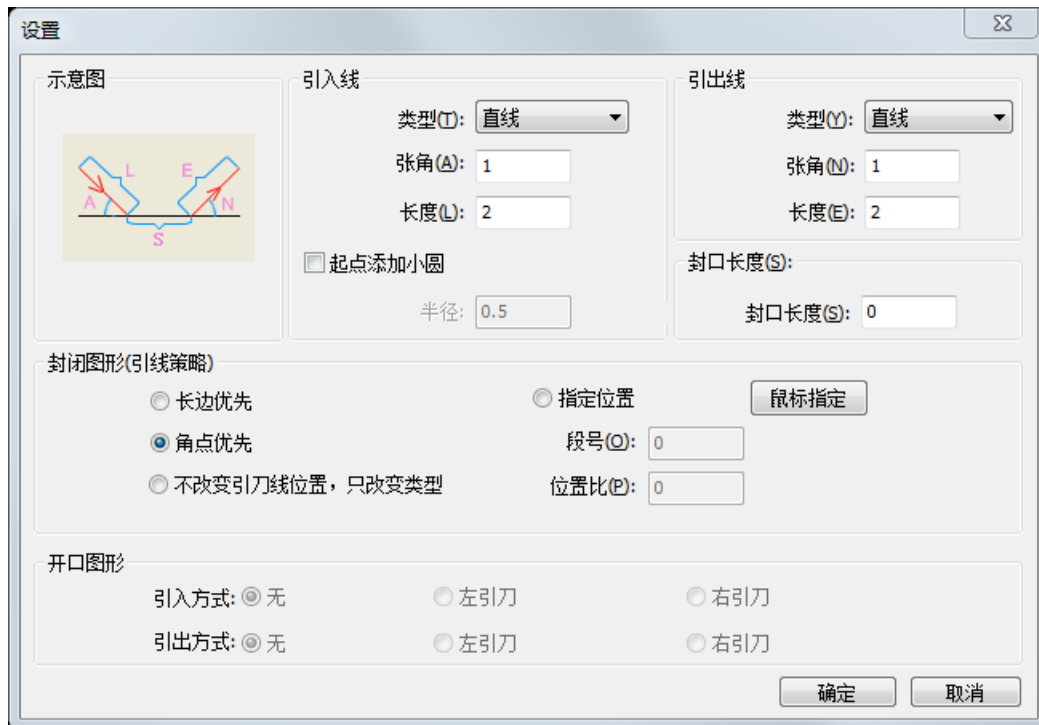 设置
示意图
L E
A N
S
引入线
类型(T): 直线
张角(A): 1
长度(L): 2
起点添加小圆
半径: 0.5
引出线
类型(Y): 直线
张角(N): 1
长度(E): 2
封口长度(S):
封口长度(S): 0
封闭图形(引线策略)
长边优先
角点优先
不改变引刀线位置，只改变类型
指定位置 鼠标指定
段号(O): 0
位置比(P): 0
开口图形
引入方式: 无 左引刀 右引刀
引出方式: 无 左引刀 右引刀
确定 取消